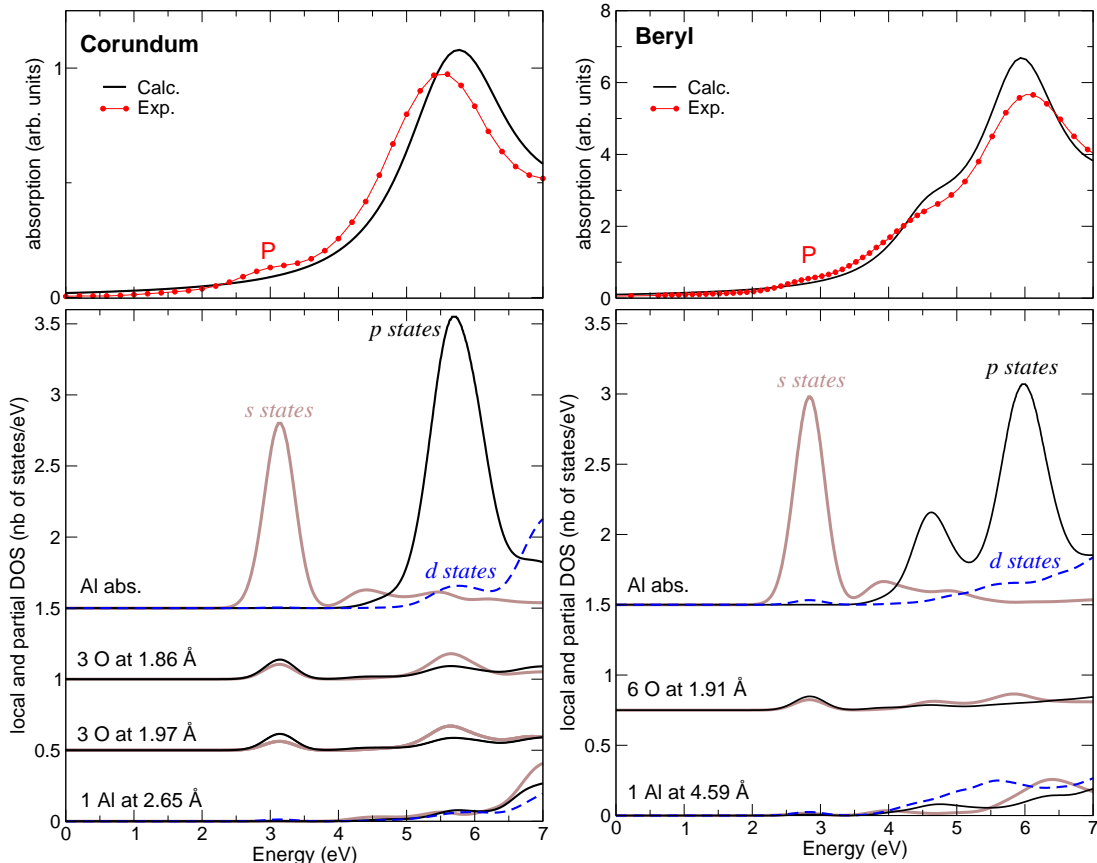 Corundum
Calc.
Exp.
P
absorption (arb. units)
0
1
Beryl
Calc.
Exp.
P
absorption (arb. units)
0
2
4
6
8
p states
s states
d states
Al abs.
3 O at 1.86 Å
3 O at 1.97 Å
1 Al at 2.65 Å
local and partial DOS (nb of states/eV)
0
0.5
1
1.5
2
2.5
3
3.5
0 1 2 3 4 5 6 7
Energy (eV)
s states
p states
d states
Al abs.
6 O at 1.91 Å
1 Al at 4.59 Å
local and partial DOS (nb of states/eV)
0
0.5
1
1.5
2
2.5
3
3.5
0 1 2 3 4 5 6 7
Energy (eV)